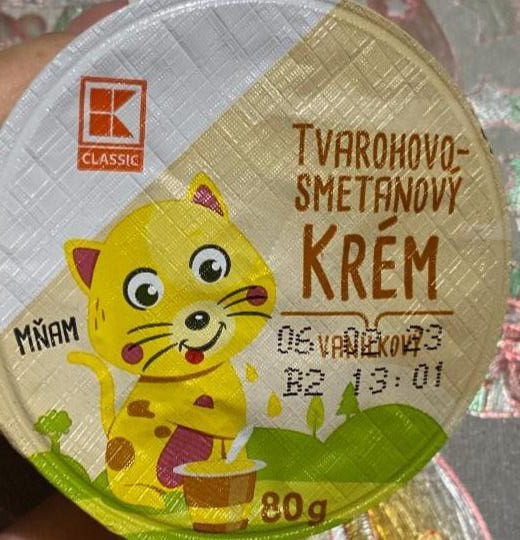 K
CLASSIC
TVAROHOVO-
SMETANOVÝ
KRÉM
VANILKOVÝ
MŇAM
B2 13:01
80g